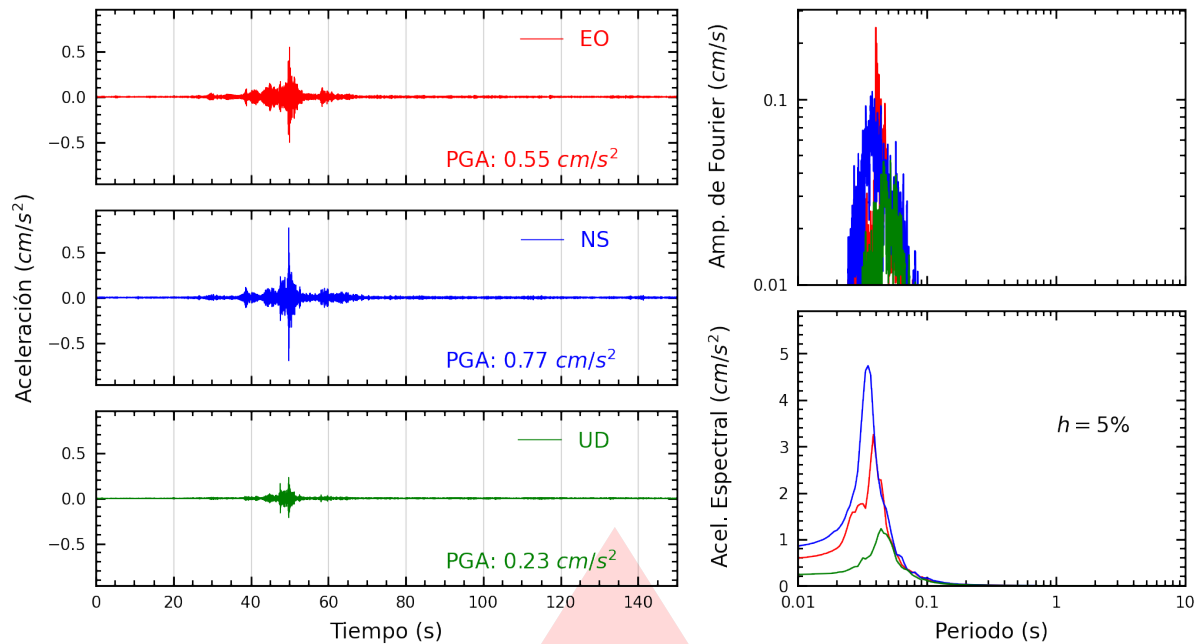 Aceleración (cm/s²)
0.5
0.0
−0.5
EO
PGA: 0.55 cm/s²
0.5
0.0
−0.5
NS
PGA: 0.77 cm/s²
0.5
0.0
−0.5
UD
PGA: 0.23 cm/s²
0 20 40 60 80 100 120 140
Tiempo (s)
Amp. de Fourier (cm/s)
0.1
0.01
Acel. Espectral (cm/s²)
5
4
3
2
1
0
h = 5%
0.01 0.1 1 10
Periodo (s)